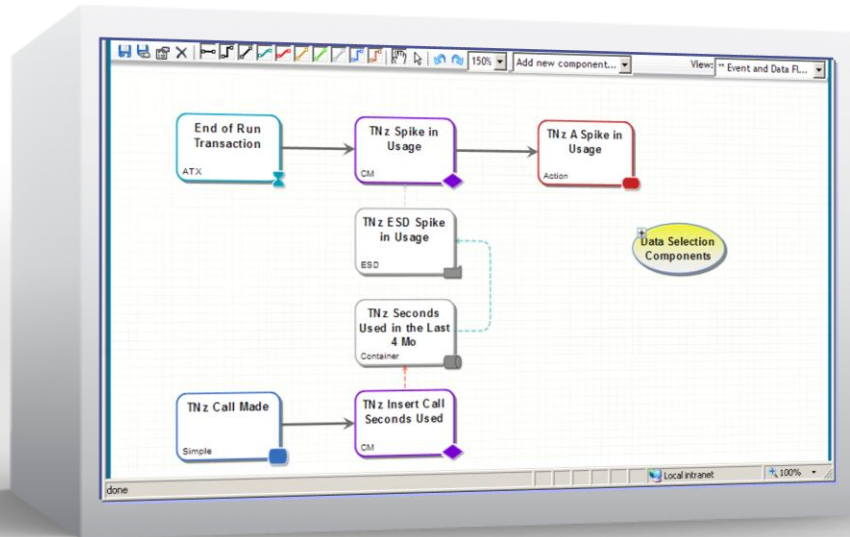 150%
Add new component...
View:
** Event and Data Fl...
End of Run
Transaction
ATX
TNz Spike in
Usage
CM
TNz A Spike in
Usage
Action
TNz ESD Spike
in Usage
ESD
Data Selection
Components
TNz Seconds
Used in the Last
4 Mo
Container
TNz Call Made
Simple
TNz Insert Call
Seconds Used
CM
done
Local intranet
100%